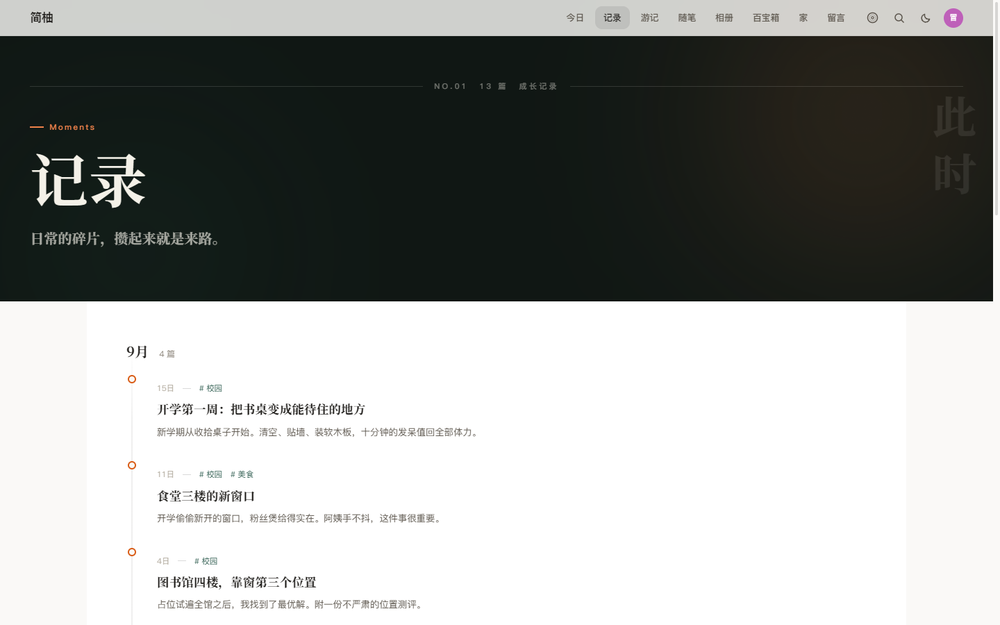 简柚
今日 记录 游记 随笔 相册 百宝箱 家 留言 冒
NO.01 13 篇 成长记录
此时
Moments
记录
日常的碎片，攒起来就是来路。
9月 4 篇
15日 — # 校园
开学第一周：把书桌变成能待住的地方
新学期从收拾桌子开始。清空、贴墙、装软木板，十分钟的发呆值回全部体力。
11日 — # 校园 # 美食
食堂三楼的新窗口
开学偷偷新开的窗口，粉丝煲给得实在。阿姨手不抖，这件事很重要。
4日 — # 校园
图书馆四楼，靠窗第三个位置
占位试遍全馆之后，我找到了最优解。附一份不严肃的位置测评。